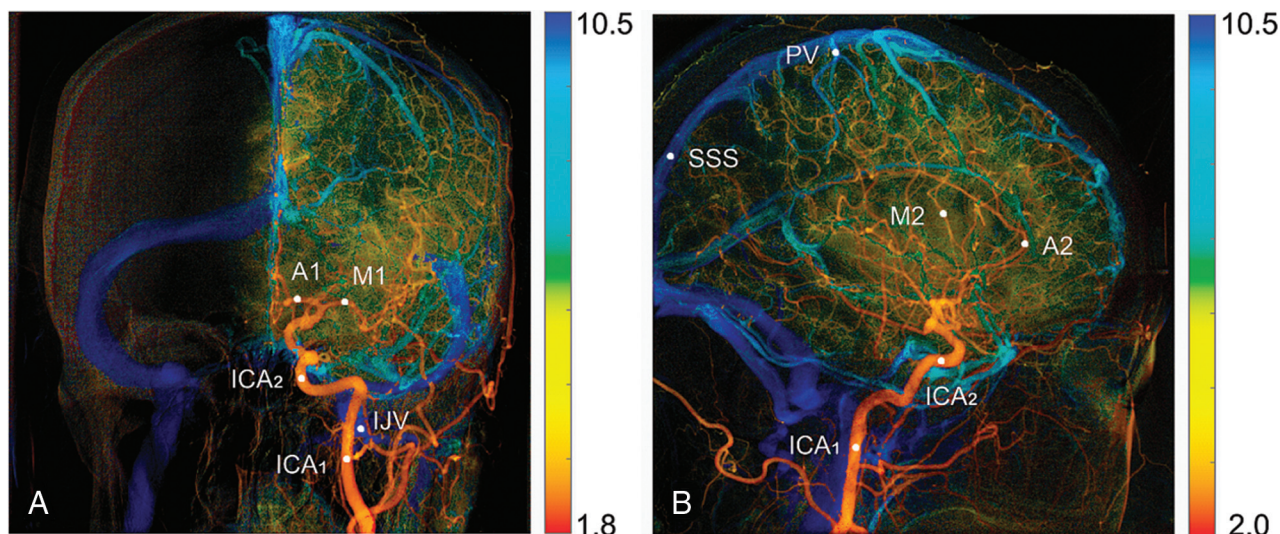 10.5
A1
M1
ICA₂
IJV
ICA₁
A
1.8
10.5
PV
SSS
M2
A2
ICA₂
ICA₁
B
2.0